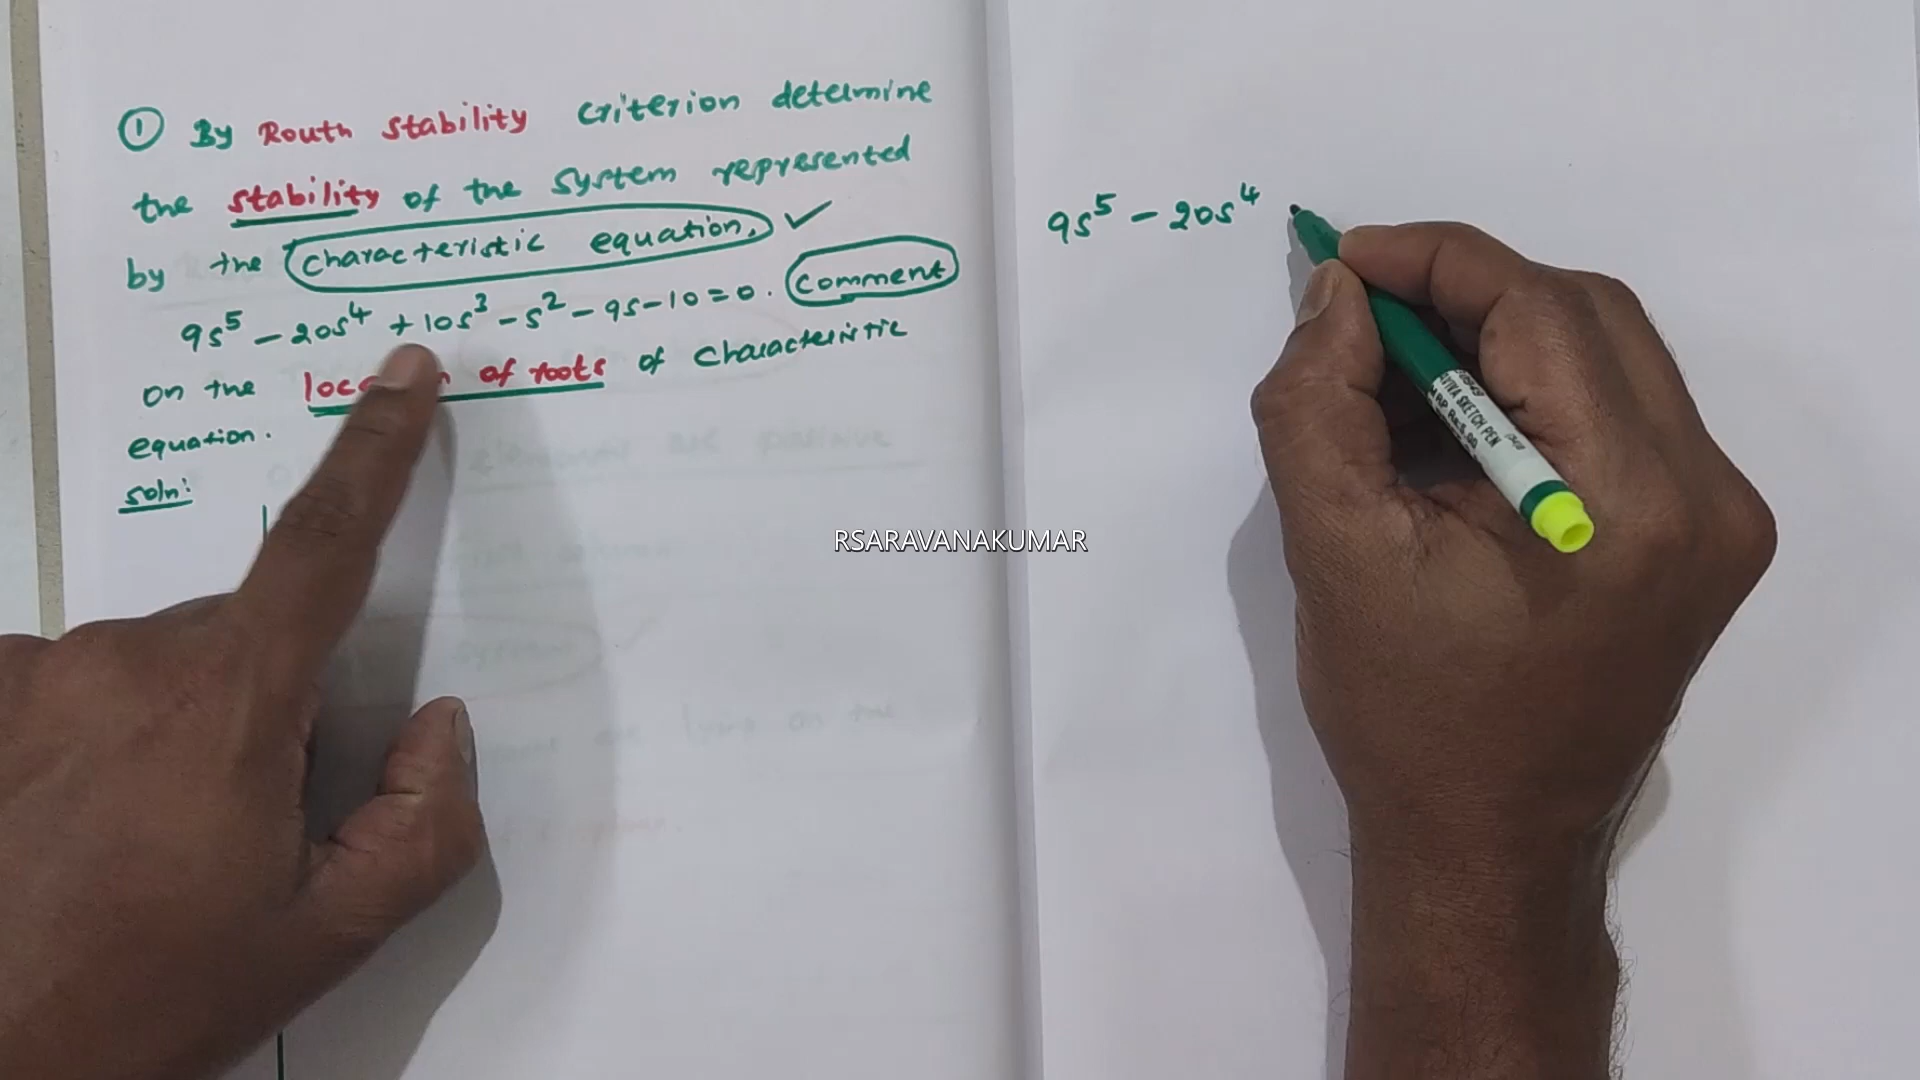 ① By Routh stability criterion determine
the stability of the system represented
by the characteristic equation, ✓
9s⁵ - 20s⁴ + 10s³ - s² - 9s - 10 = 0. comment
on the of roots of characteristic
equation.
soln:
9s⁵ - 20s⁴
RSARAVANAKUMAR